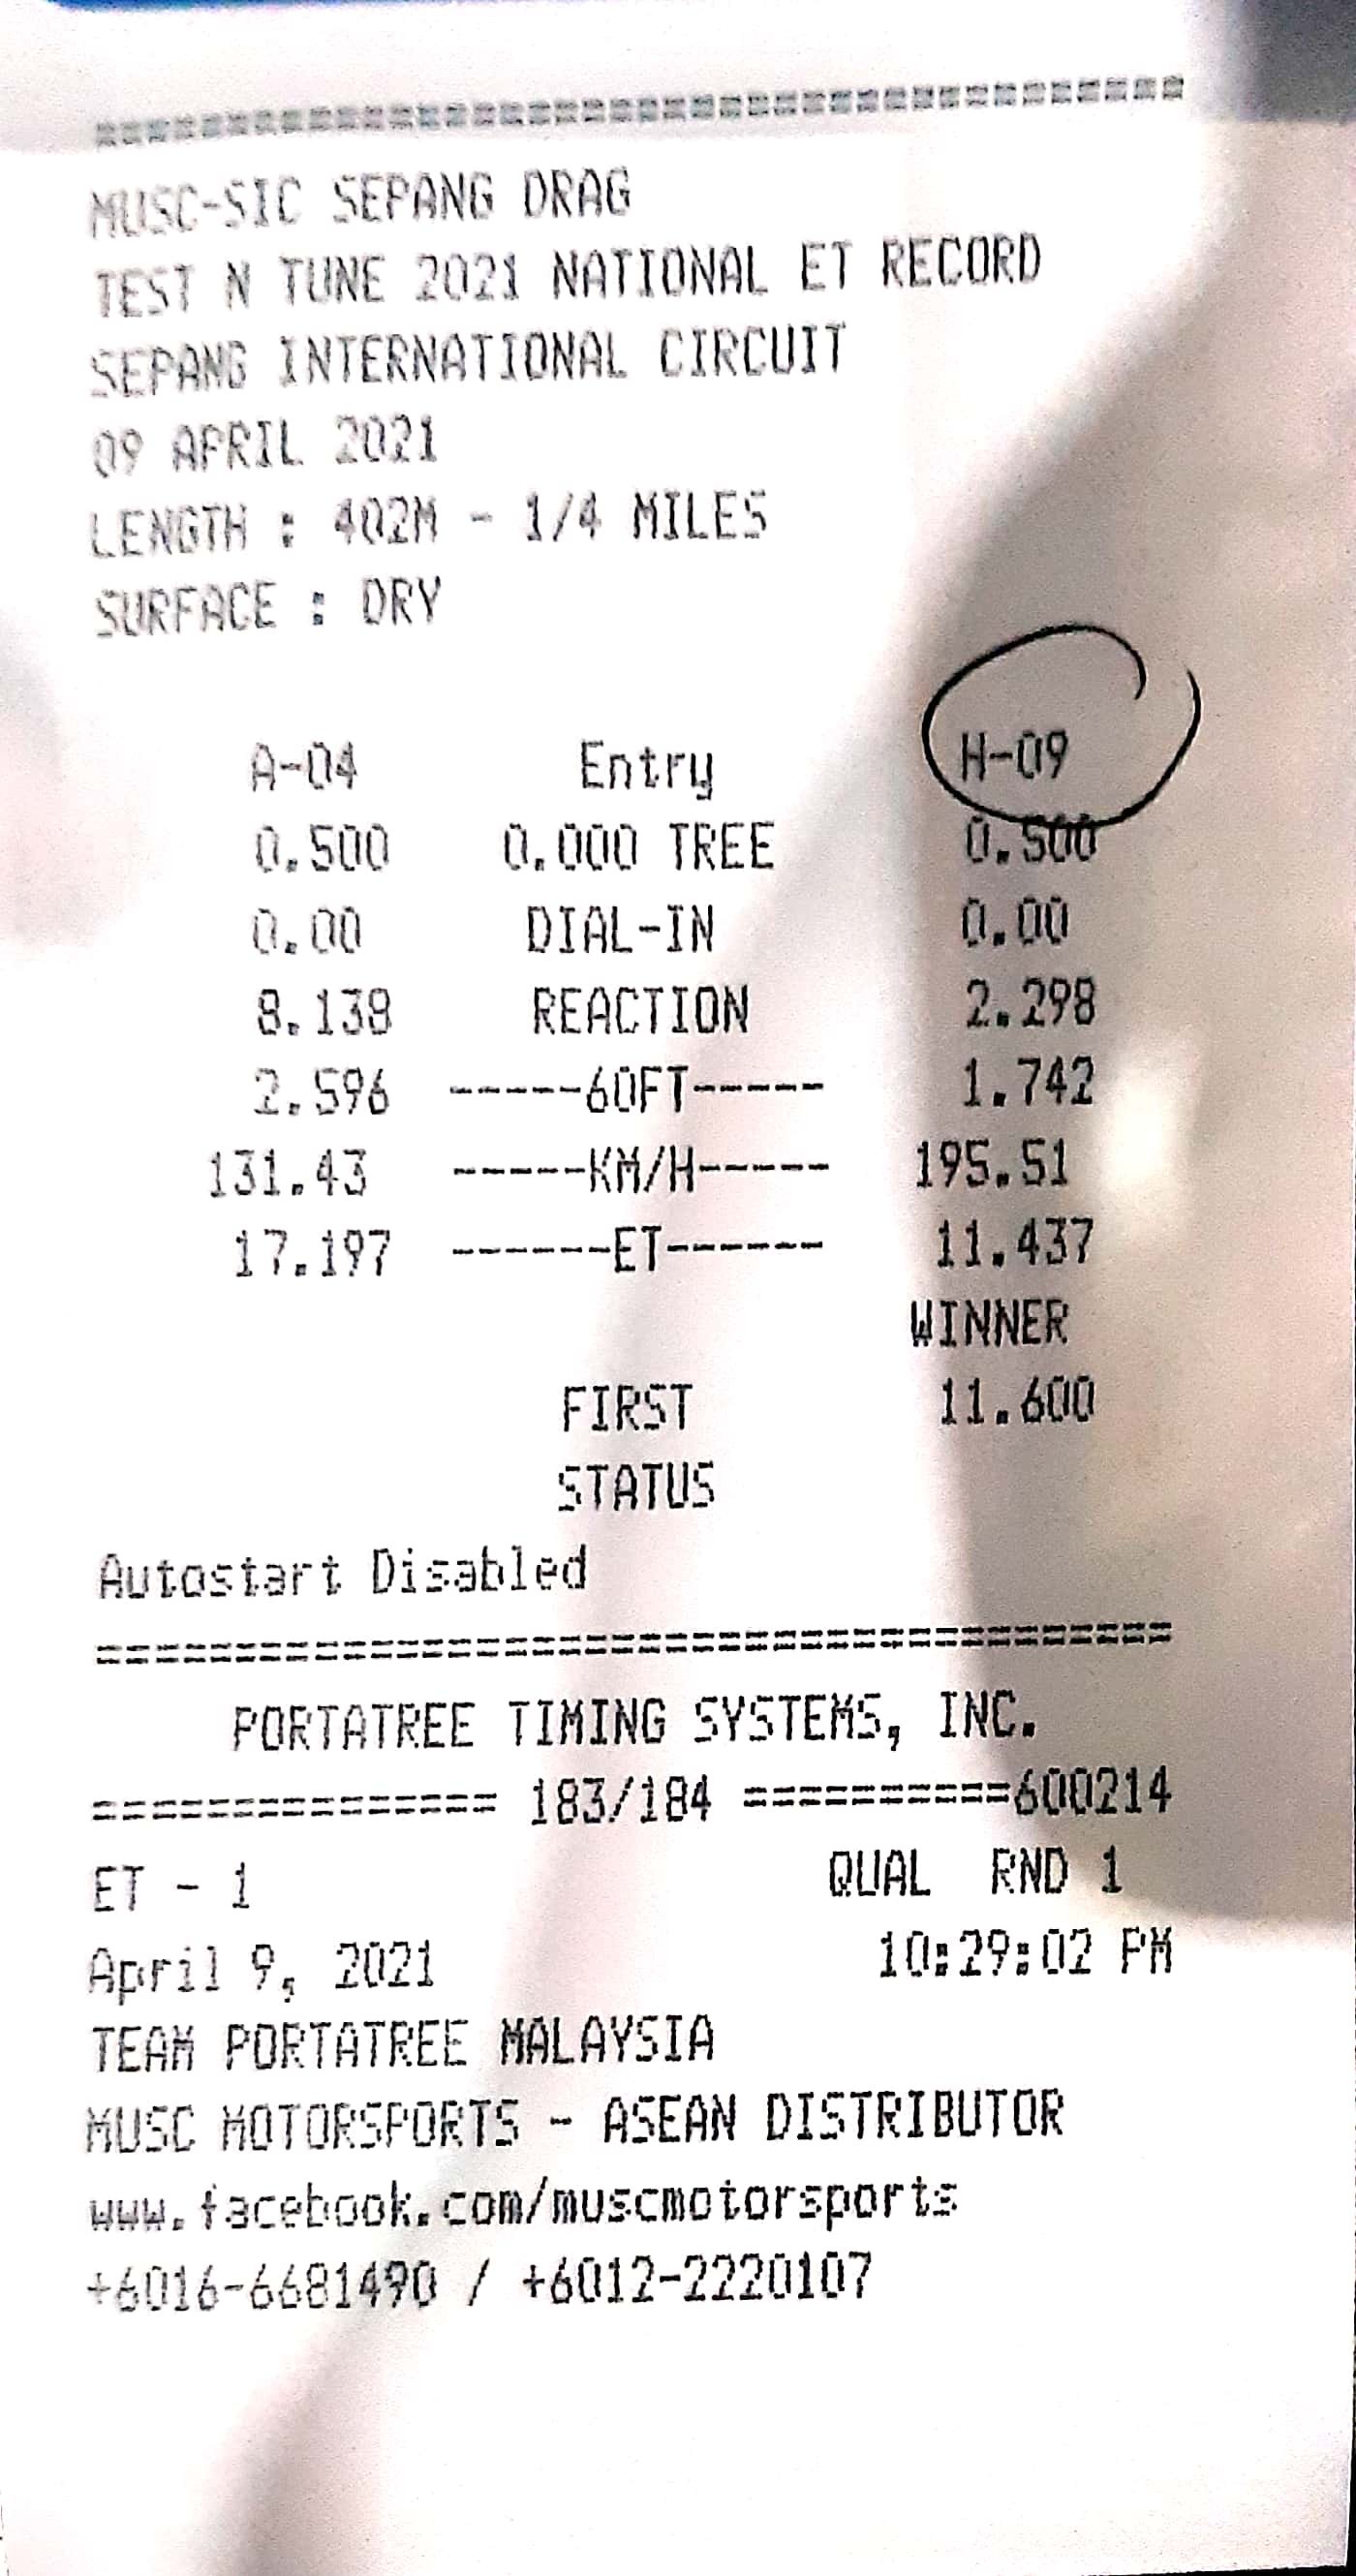 ==========================================
MUSC-SIC SEPANG DRAG
TEST N TUNE 2021 NATIONAL ET RECORD
SEPANG INTERNATIONAL CIRCUIT
09 APRIL 2021
LENGTH : 402M - 1/4 MILES
SURFACE : DRY
A-04 Entry H-09
0.500 0.000 TREE 0.500
0.00 DIAL-IN 0.00
8.138 REACTION 2.298
2.596 -----60FT----- 1.742
131.43 -----KM/H----- 195.51
17.197 ------ET------ 11.437
WINNER
FIRST 11.600
STATUS
Autostart Disabled
==========================================
PORTATREE TIMING SYSTEMS, INC.
=============== 183/184 ==========600214
ET - 1 QUAL RND 1
April 9, 2021 10:29:02 PM
TEAM PORTATREE MALAYSIA
MUSC MOTORSPORTS - ASEAN DISTRIBUTOR
www.facebook.com/muscmotorsports
+6016-6681490 / +6012-2220107